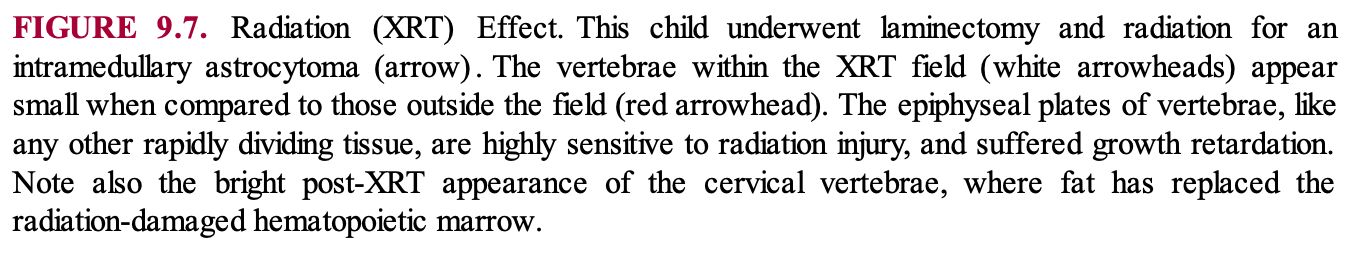 FIGURE 9.7. Radiation (XRT) Effect. This child underwent laminectomy and radiation for an
intramedullary astrocytoma (arrow). The vertebrae within the XRT field (white arrowheads) appear
small when compared to those outside the field (red arrowhead). The epiphyseal plates of vertebrae, like
any other rapidly dividing tissue, are highly sensitive to radiation injury, and suffered growth retardation.
Note also the bright post-XRT appearance of the cervical vertebrae, where fat has replaced the
radiation-damaged hematopoietic marrow.